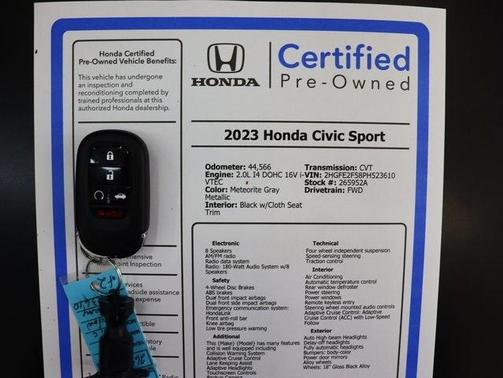 Honda Certified
Pre-Owned Vehicle Benefits:
This vehicle has undergone
an inspection and
reconditioning completed by
trained professionals at this
authorized Honda dealership.
HONDA
Certified
Pre-Owned
2023 Honda Civic Sport
Odometer: 44,566
Engine: 2.0L I4 DOHC 16V i-
VTEC
Color: Meteorite Gray
Metallic
Interior: Black w/Cloth Seat
Trim
Transmission: CVT
VIN: 2HGFE2F58PH523610
Stock #: 265952A
Drivetrain: FWD
Electronic
8 Speakers
AM/FM radio
Radio data system
Radio: 180-Watt Audio System w/8
Speakers
Safety
4-Wheel Disc Brakes
ABS brakes
Dual front impact airbags
Dual front side impact airbags
Emergency communication system:
HondaLink
Front anti-roll bar
Knee airbag
Low tire pressure warning
Additional
This (Make) (Model) has many features
and is well equipped including
Collision Warning System
Adaptive Cruise Control
Lane Keeping Assist
Adaptive Headlights
Touchscreen Controls
Technical
Four wheel independent suspension
Speed-sensing steering
Traction control
Interior
Air Conditioning
Automatic temperature control
Rear window defroster
Power steering
Power windows
Remote keyless entry
Steering wheel mounted audio controls
Adaptive Cruise Control: Adaptive
Cruise Control (ACC) with Low-Speed
Follow
Exterior
Auto High-beam Headlights
Delay-off headlights
Fully automatic headlights
Bumpers: body-color
Power door mirrors
Alloy wheels
Wheels: 18" Gloss Black Alloy
point Inspection